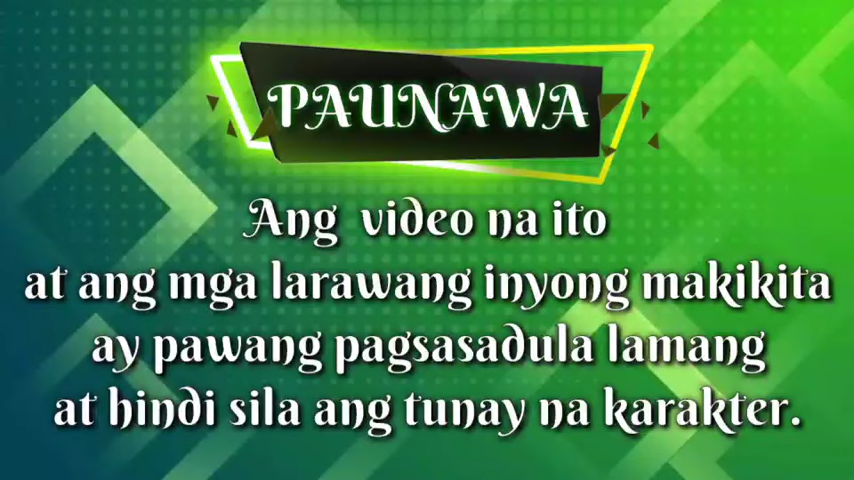 PAUNAWA
Ang video na ito
at ang mga larawang inyong makikita
ay pawang pagsasadula lamang
at hindi sila ang tunay na karakter.